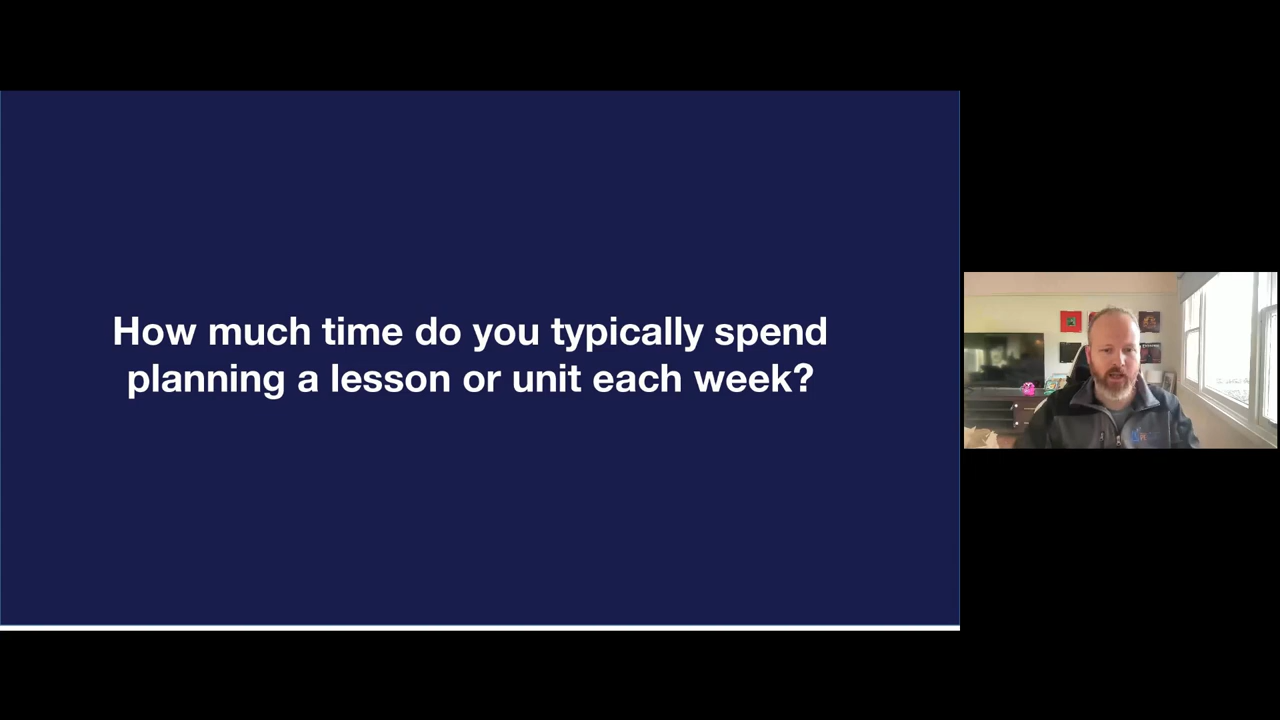 How much time do you typically spend
planning a lesson or unit each week?